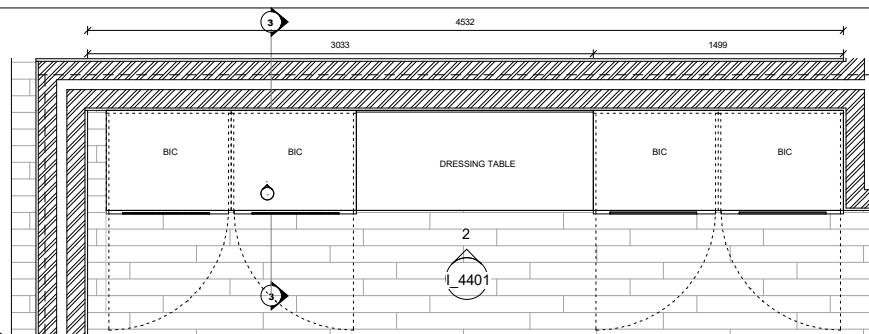 3
4532
3033
1499
BIC
BIC
DRESSING TABLE
BIC
BIC
2
I_4401
3